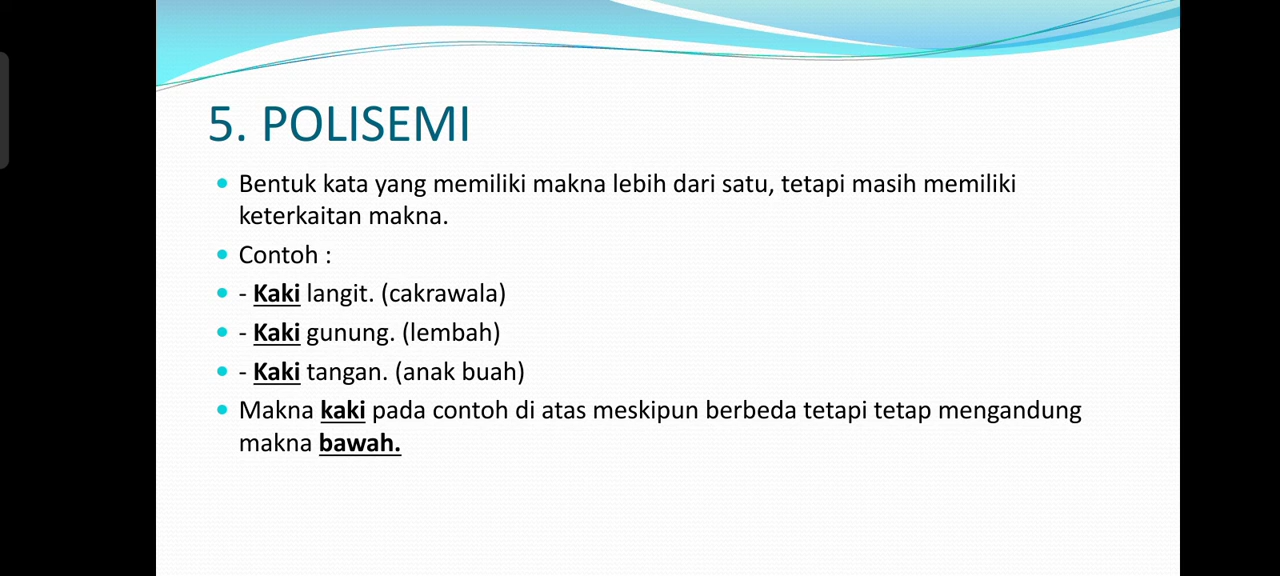 5. POLISEMI
Bentuk kata yang memiliki makna lebih dari satu, tetapi masih memiliki
keterkaitan makna.
Contoh :
- Kaki langit. (cakrawala)
- Kaki gunung. (lembah)
- Kaki tangan. (anak buah)
Makna kaki pada contoh di atas meskipun berbeda tetapi tetap mengandung
makna bawah.